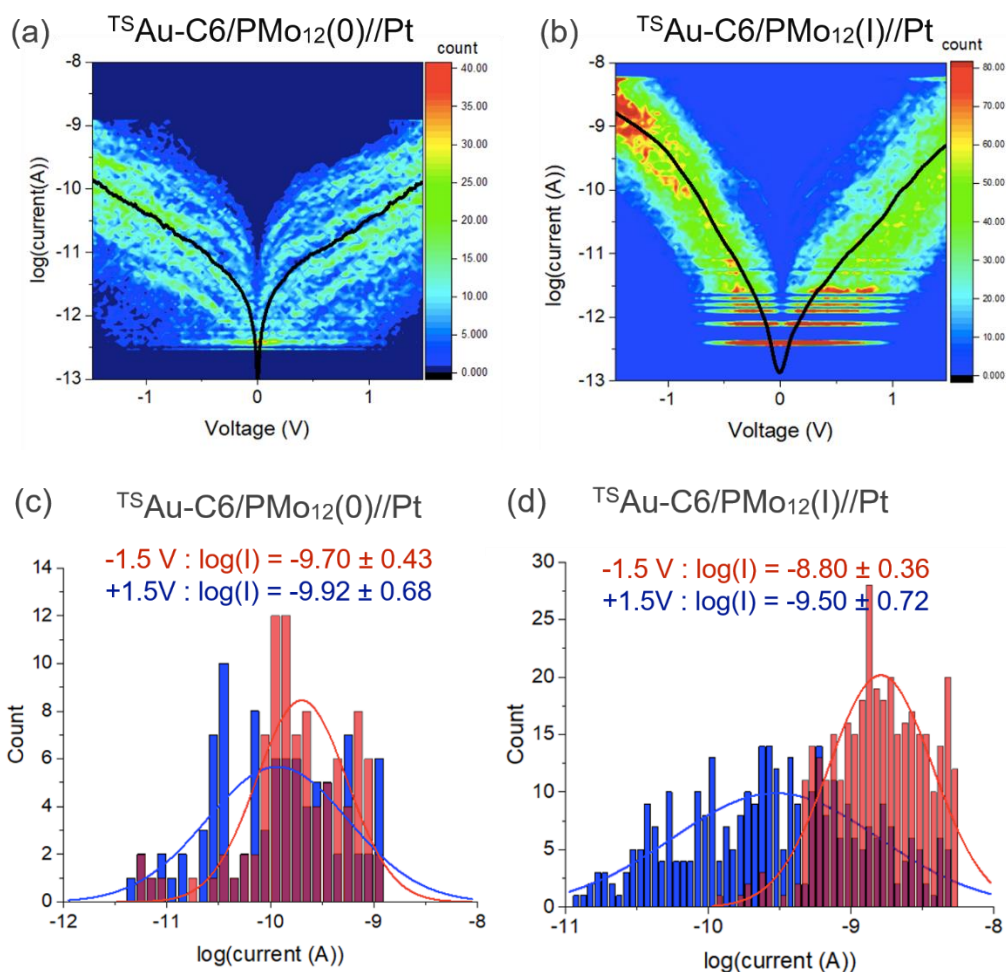 (a) ᵀˢAu-C6/PMo₁₂(0)//Pt
(b) ᵀˢAu-C6/PMo₁₂(I)//Pt
count
40.00
35.00
30.00
25.00
20.00
15.00
10.00
5.000
0.000
-8
-9
-10
-11
-12
-13
log(current(A))
-1 0 1
Voltage (V)
count
80.00
70.00
60.00
50.00
40.00
30.00
20.00
10.00
0.000
-8
-9
-10
-11
-12
-13
log(current (A))
-1 0 1
Voltage (V)
(c) ᵀˢAu-C6/PMo₁₂(0)//Pt
-1.5 V : log(I) = -9.70 ± 0.43
+1.5V : log(I) = -9.92 ± 0.68
14
12
10
8
6
4
2
0
Count
-12 -11 -10 -9 -8
log(current (A))
(d) ᵀˢAu-C6/PMo₁₂(I)//Pt
-1.5 V : log(I) = -8.80 ± 0.36
+1.5V : log(I) = -9.50 ± 0.72
30
25
20
15
10
5
0
Count
-11 -10 -9 -8
log(current (A))